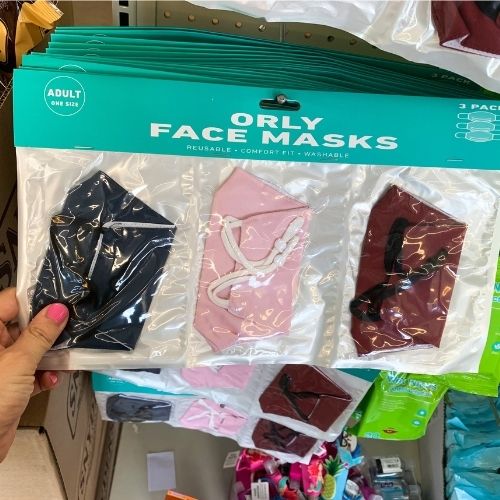 ADULT
ONE SIZE
ORLY
FACE MASKS
REUSABLE • COMFORT FIT • WASHABLE
3 PACK